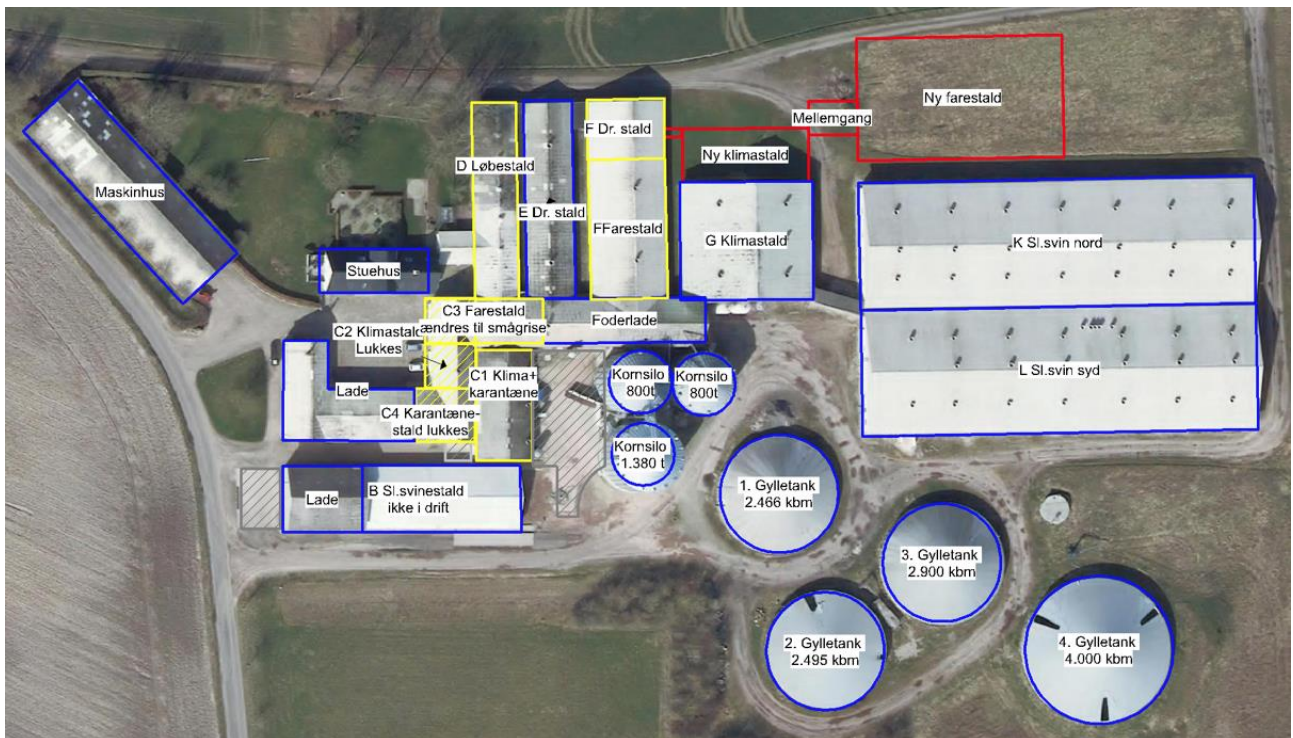 Ny farestald
Mellemgang
F Dr. stald
Ny klimastald
D Løbestald
Maskinhus
E Dr. stald
FFarestald
G Klimastald
K Sl.svin nord
Stuehus
C3 Farestald
ændres til smågrise
Foderlade
C2 Klimastald
Lukkes
C1 Klima+
karantæne
Kornsilo
800t
Kornsilo
800t
L Sl.svin syd
Lade
C4 Karantæne-
stald lukkes
Kornsilo
1.380 t
Lade
B Sl.svinestald
ikke i drift
1. Gylletank
2.466 kbm
3. Gylletank
2.900 kbm
2. Gylletank
2.495 kbm
4. Gylletank
4.000 kbm